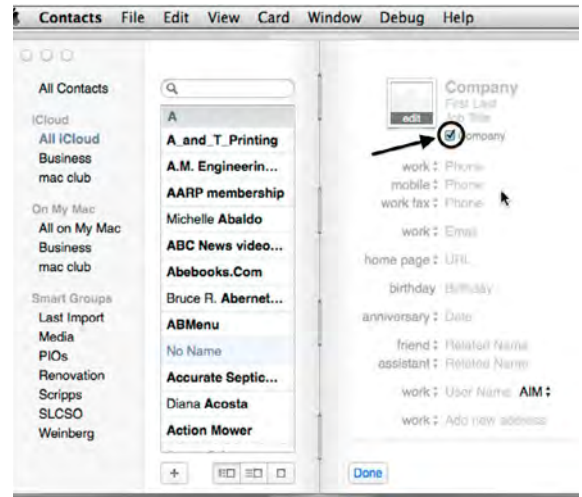 Contacts File Edit View Card Window Debug Help
All Contacts
iCloud
All iCloud
Business
mac club
On My Mac
All on My Mac
Business
mac club
Smart Groups
Last Import
Media
PIOs
Renovation
Scripps
SLCSO
Weinberg
A
A_and_T_Printing
A.M. Engineerin...
AARP membership
Michelle Abaldo
ABC News video...
Abebooks.Com
Bruce R. Abernet...
ABMenu
No Name
Accurate Septic...
Diana Acosta
Action Mower
+
edit
Company
First Last
Job Title
Company
work Phone
mobile Phone
work fax Phone
work Email
home page URL
birthday Birthday
anniversary Date
friend Related Name
assistant Related Name
work User Name AIM
work Add new address
Done